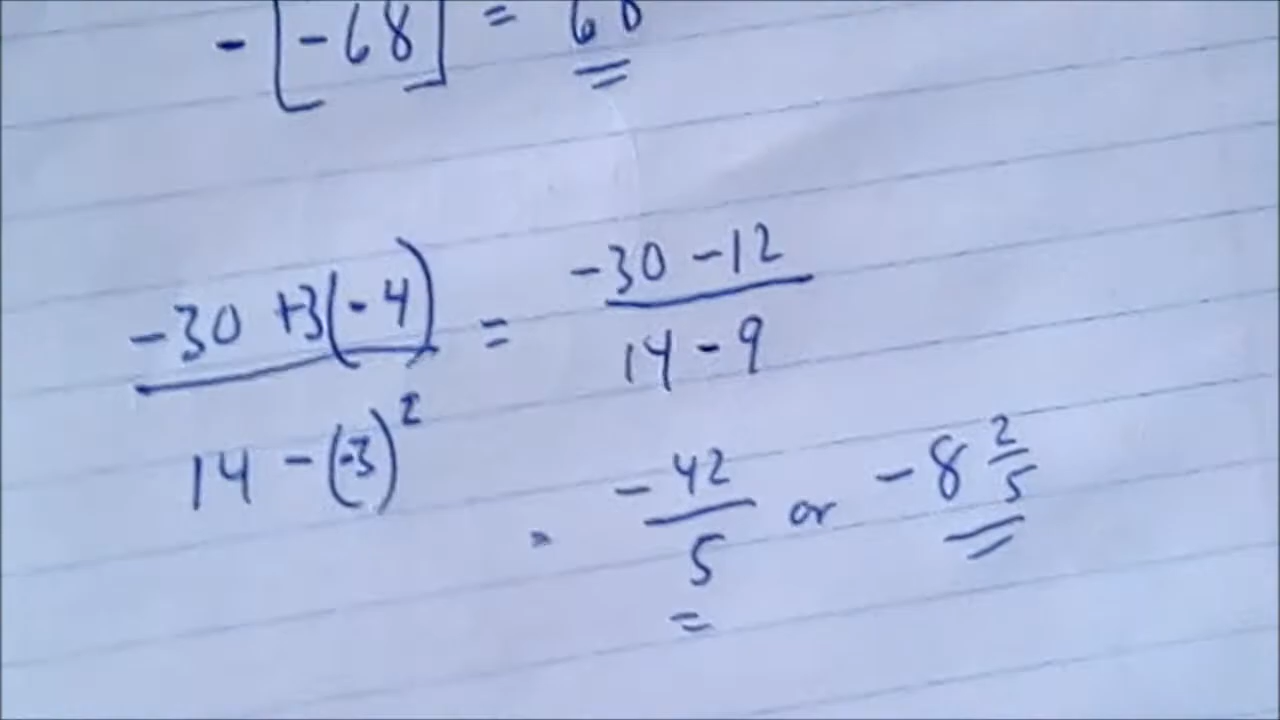 -[-68] = 68
-30 +3(-4) = -30 -12
14 -(-3)² 14 - 9
= -42/5 or -8 2/5